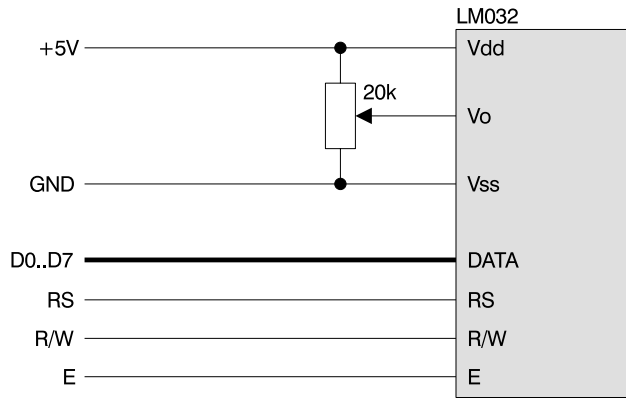 LM032
+5V Vdd
20k
Vo
GND Vss
D0..D7 DATA
RS RS
R/W R/W
E E